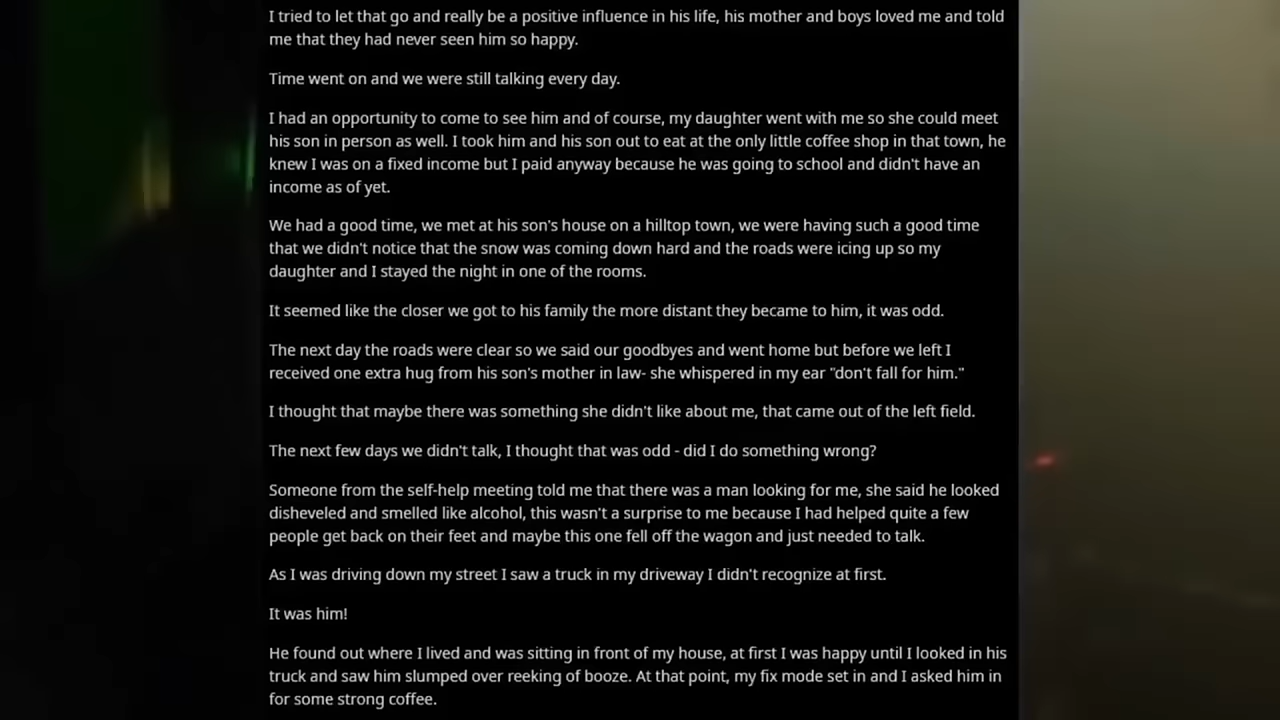 I tried to let that go and really be a positive influence in his life, his mother and boys loved me and told
me that they had never seen him so happy.
Time went on and we were still talking every day.
I had an opportunity to come to see him and of course, my daughter went with me so she could meet
his son in person as well. I took him and his son out to eat at the only little coffee shop in that town, he
knew I was on a fixed income but I paid anyway because he was going to school and didn't have an
income as of yet.
We had a good time, we met at his son's house on a hilltop town, we were having such a good time
that we didn't notice that the snow was coming down hard and the roads were icing up so my
daughter and I stayed the night in one of the rooms.
It seemed like the closer we got to his family the more distant they became to him, it was odd.
The next day the roads were clear so we said our goodbyes and went home but before we left I
received one extra hug from his son's mother in law- she whispered in my ear "don't fall for him."
I thought that maybe there was something she didn't like about me, that came out of the left field.
The next few days we didn't talk, I thought that was odd - did I do something wrong?
Someone from the self-help meeting told me that there was a man looking for me, she said he looked
disheveled and smelled like alcohol, this wasn't a surprise to me because I had helped quite a few
people get back on their feet and maybe this one fell off the wagon and just needed to talk.
As I was driving down my street I saw a truck in my driveway I didn't recognize at first.
It was him!
He found out where I lived and was sitting in front of my house, at first I was happy until I looked in his
truck and saw him slumped over reeking of booze. At that point, my fix mode set in and I asked him in
for some strong coffee.